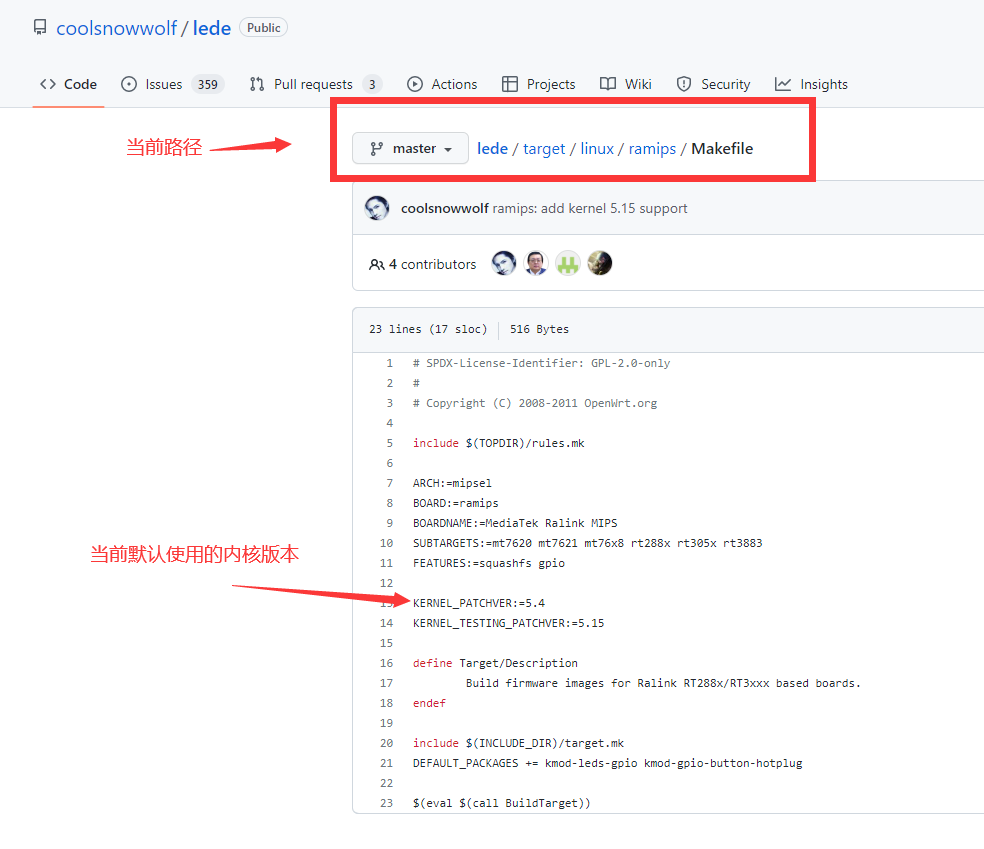 coolsnowwolf / lede Public
Code Issues 359 Pull requests 3 Actions Projects Wiki Security Insights
当前路径
master lede / target / linux / ramips / Makefile
coolsnowwolf ramips: add kernel 5.15 support
4 contributors
23 lines (17 sloc) 516 Bytes
1 # SPDX-License-Identifier: GPL-2.0-only
2 #
3 # Copyright (C) 2008-2011 OpenWrt.org
4
5 include $(TOPDIR)/rules.mk
6
7 ARCH:=mipsel
8 BOARD:=ramips
9 BOARDNAME:=MediaTek Ralink MIPS
10 SUBTARGETS:=mt7620 mt7621 mt76x8 rt288x rt305x rt3883
11 FEATURES:=squashfs gpio
当前默认使用的内核版本
12
13 KERNEL_PATCHVER:=5.4
14 KERNEL_TESTING_PATCHVER:=5.15
15
16 define Target/Description
17 Build firmware images for Ralink RT288x/RT3xxx based boards.
18 endef
19
20 include $(INCLUDE_DIR)/target.mk
21 DEFAULT_PACKAGES += kmod-leds-gpio kmod-gpio-button-hotplug
22
23 $(eval $(call BuildTarget))